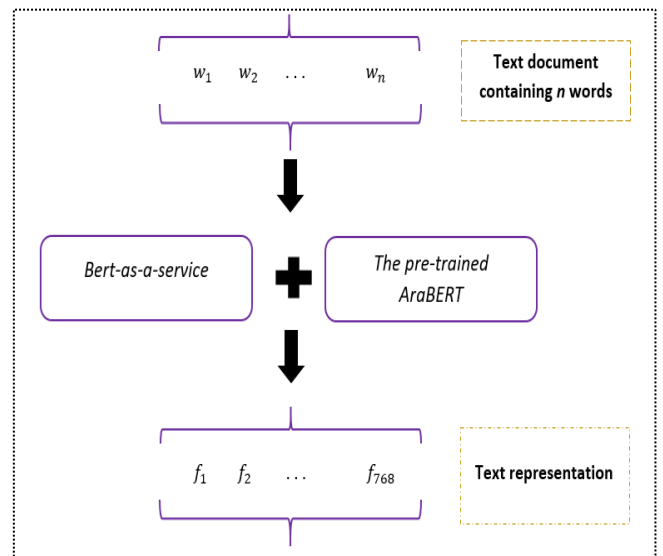 w₁ w₂ ... wₙ
Text document
containing n words
Bert-as-a-service
The pre-trained
AraBERT
f₁ f₂ ... f₇₆₈
Text representation